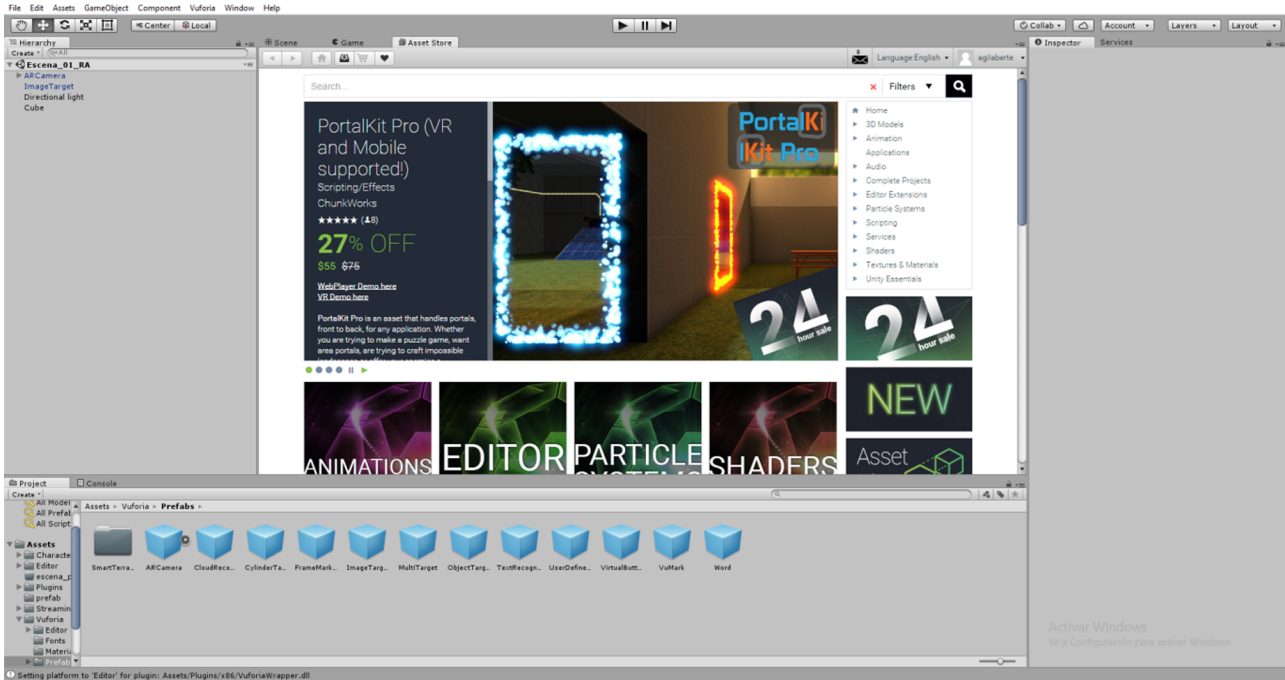 File Edit Assets GameObject Component Vuforia Window Help
Center Local
Collab Account Layers Layout
Hierarchy
Create All
Escena_01_RA
ARCamera
ImageTarget
Directional light
Cube
Scene Game Asset Store
Language:English agilaberte
Search... Filters
PortalKit Pro (VR
and Mobile
supported!)
Scripting/Effects
ChunkWorks
★★★★★ (8)
27% OFF
$55 $75
WebPlayer Demo here
VR Demo here
PortalKit Pro is an asset that handles portals,
front to back, for any application. Whether
you are trying to make a puzzle game, want
area portals, are trying to craft impossible
PortalKi
Kit Pro
24
hour sale
Home
3D Models
Animation
Applications
Audio
Complete Projects
Editor Extensions
Particle Systems
Scripting
Services
Shaders
Textures & Materials
Unity Essentials
24
hour sale
NEW
Asset
ANIMATIONS
EDITOR
PARTICLE
SYSTEMS
SHADERS
Inspector Services
Project Console
Create
All Model
All Prefab
All Script
Assets
Characte
Editor
escena_p
Plugins
prefab
Streamin
Vuforia
Editor
Fonts
Materia
Prefab
Assets Vuforia Prefabs
SmartTerra... ARCamera CloudReco... CylinderTa... FrameMark... ImageTarg... MultiTarget ObjectTarg... TextRecogn... UserDefine... VirtualButt... VuMark Word
Activar Windows
Ve a Configuración para activar Windows.
Setting platform to 'Editor' for plugin: Assets/Plugins/x86/VuforiaWrapper.dll